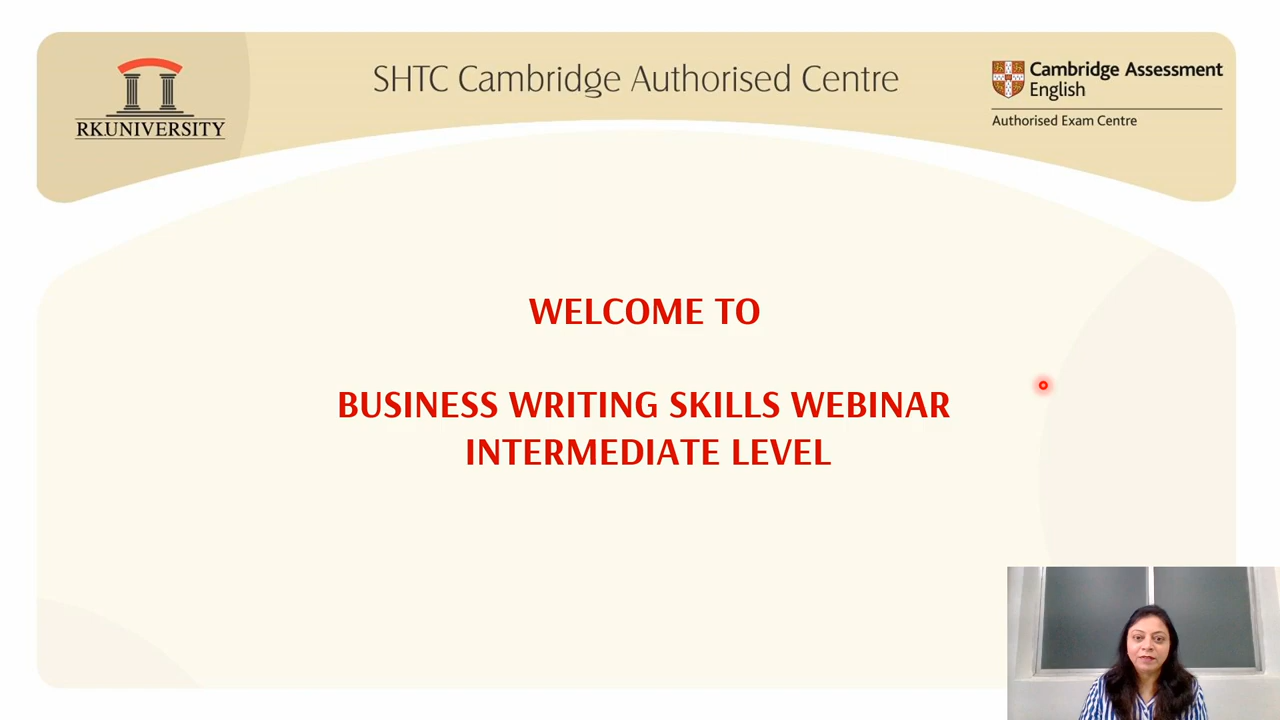 SHTC Cambridge Authorised Centre
RKUNIVERSITY
Cambridge Assessment
English
Authorised Exam Centre
WELCOME TO
BUSINESS WRITING SKILLS WEBINAR
INTERMEDIATE LEVEL